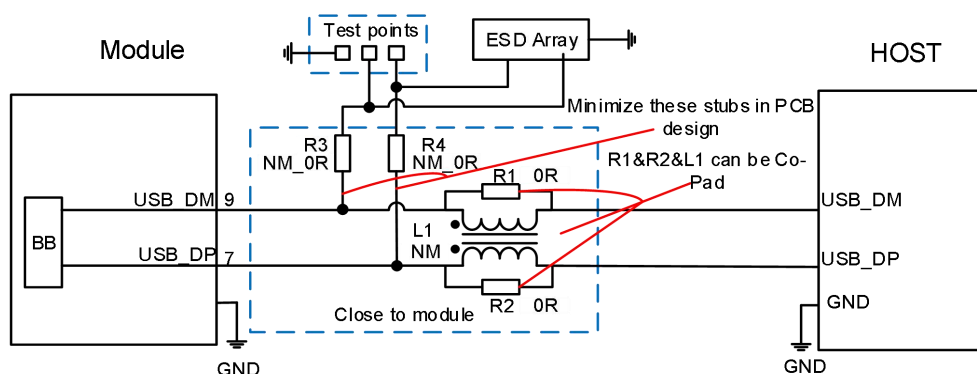 Module
Test points
ESD Array
HOST
Minimize these stubs in PCB
design
R3
NM_0R
R4
NM_0R
R1 0R
R1&R2&L1 can be Co-
Pad
USB_DM 9
USB_DM
BB
L1
NM
USB_DP 7
USB_DP
R2 0R
Close to module
GND
GND
GND